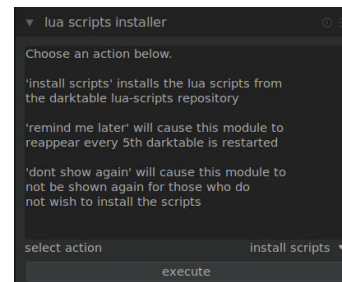 lua scripts installer
Choose an action below.
'install scripts' installs the lua scripts from
the darktable lua-scripts repository
'remind me later' will cause this module to
reappear every 5th darktable is restarted
'dont show again' will cause this module to
not be shown again for those who do
not wish to install the scripts
select action install scripts
execute